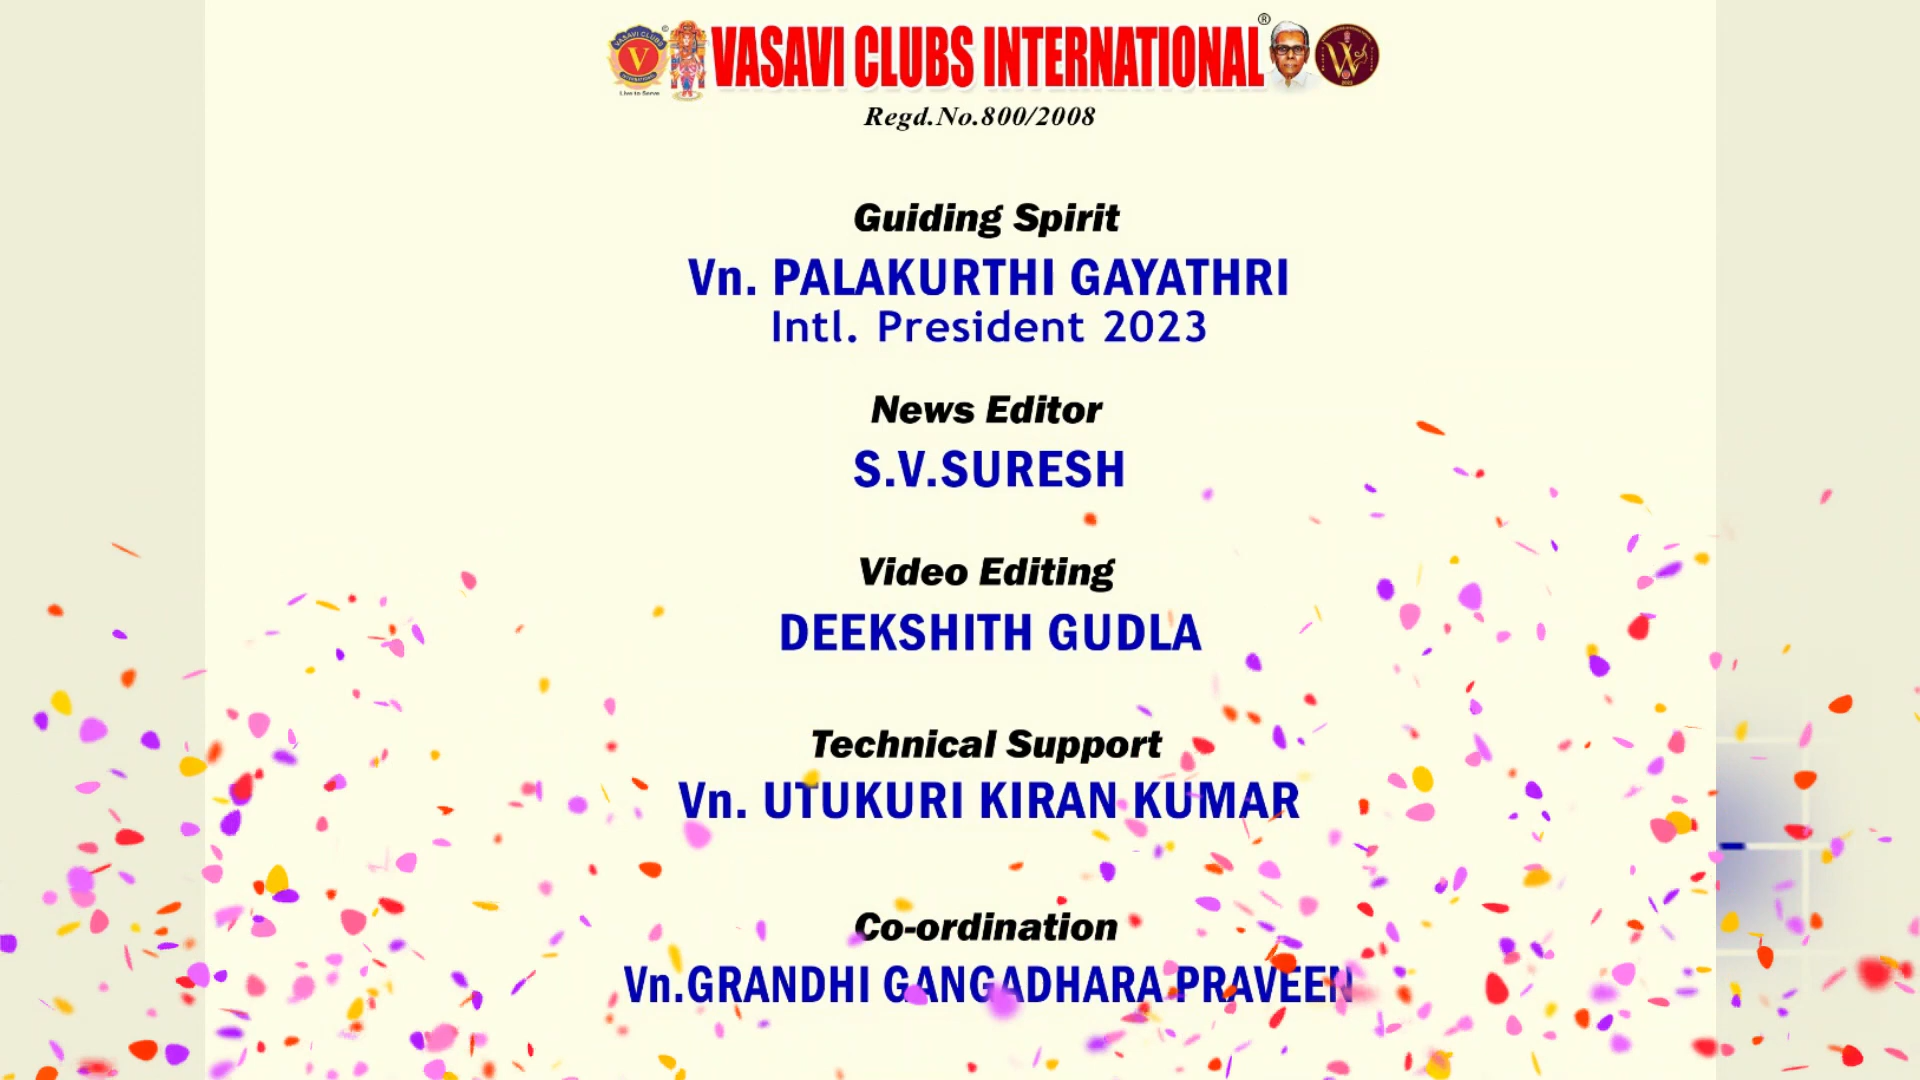 VASAVI CLUBS INTERNATIONAL®
Regd.No.800/2008
Guiding Spirit
Vn. PALAKURTHI GAYATHRI
Intl. President 2023
News Editor
S.V.SURESH
Video Editing
DEEKSHITH GUDLA
Technical Support
Vn. UTUKURI KIRAN KUMAR
Co-ordination
Vn.GRANDHI GANGADHARA PRAVEEN